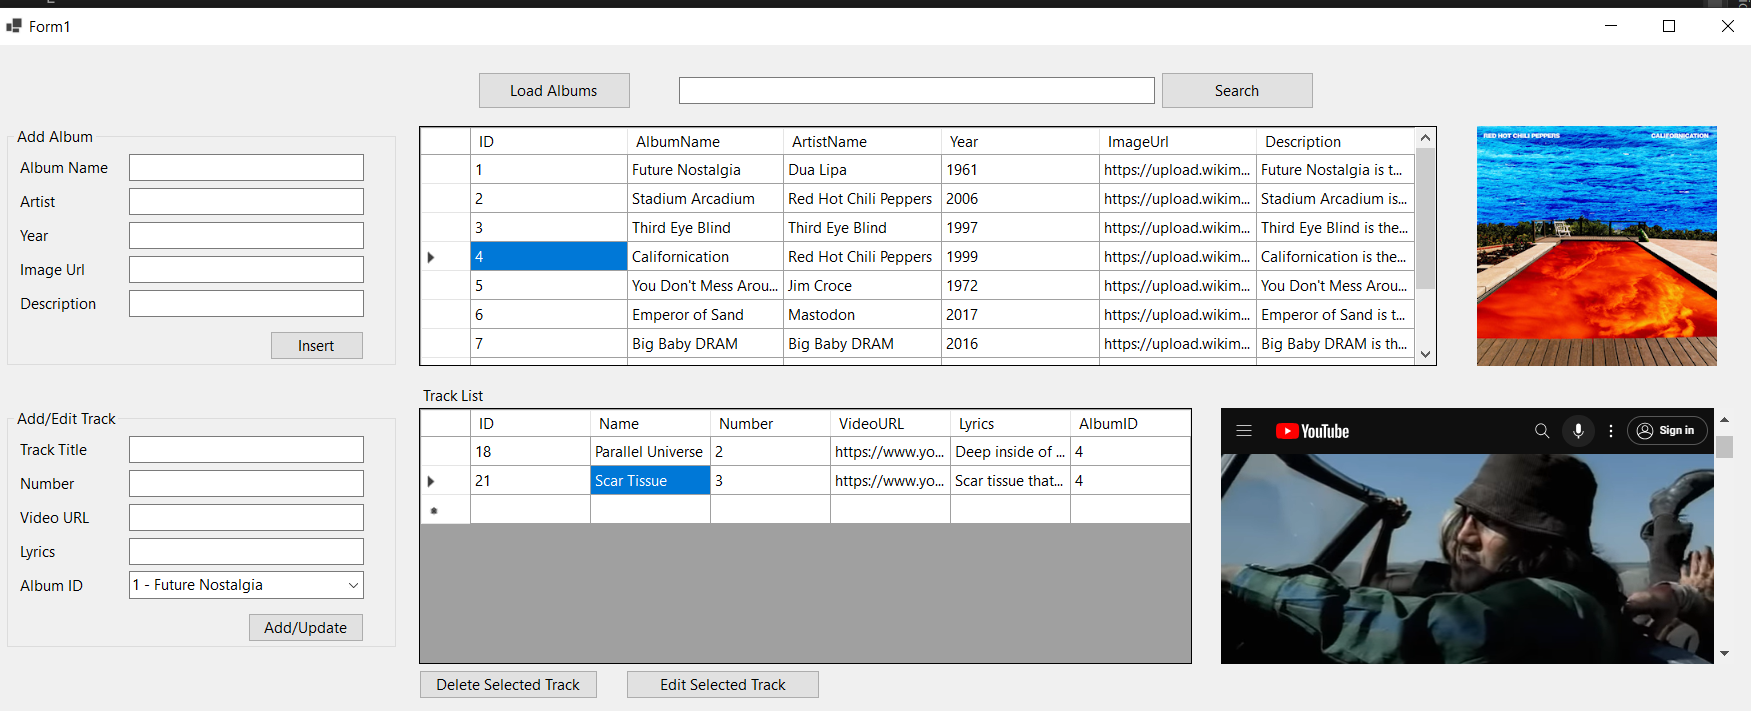 Form1
Load Albums Search
Add Album
Album Name
Artist
Year
Image Url
Description
Insert
ID AlbumName ArtistName Year ImageUrl Description
1 Future Nostalgia Dua Lipa 1961 https://upload.wikim... Future Nostalgia is t...
2 Stadium Arcadium Red Hot Chili Peppers 2006 https://upload.wikim... Stadium Arcadium is...
3 Third Eye Blind Third Eye Blind 1997 https://upload.wikim... Third Eye Blind is the...
4 Californication Red Hot Chili Peppers 1999 https://upload.wikim... Californication is the...
5 You Don't Mess Arou... Jim Croce 1972 https://upload.wikim... You Don't Mess Arou...
6 Emperor of Sand Mastodon 2017 https://upload.wikim... Emperor of Sand is t...
7 Big Baby DRAM Big Baby DRAM 2016 https://upload.wikim... Big Baby DRAM is th...
RED HOT CHILI PEPPERS CALIFORNICATION
Add/Edit Track
Track Title
Number
Video URL
Lyrics
Album ID 1 - Future Nostalgia
Add/Update
Track List
ID Name Number VideoURL Lyrics AlbumID
18 Parallel Universe 2 https://www.yo... Deep inside of ... 4
21 Scar Tissue 3 https://www.yo... Scar tissue that... 4
Delete Selected Track Edit Selected Track
YouTube Sign in